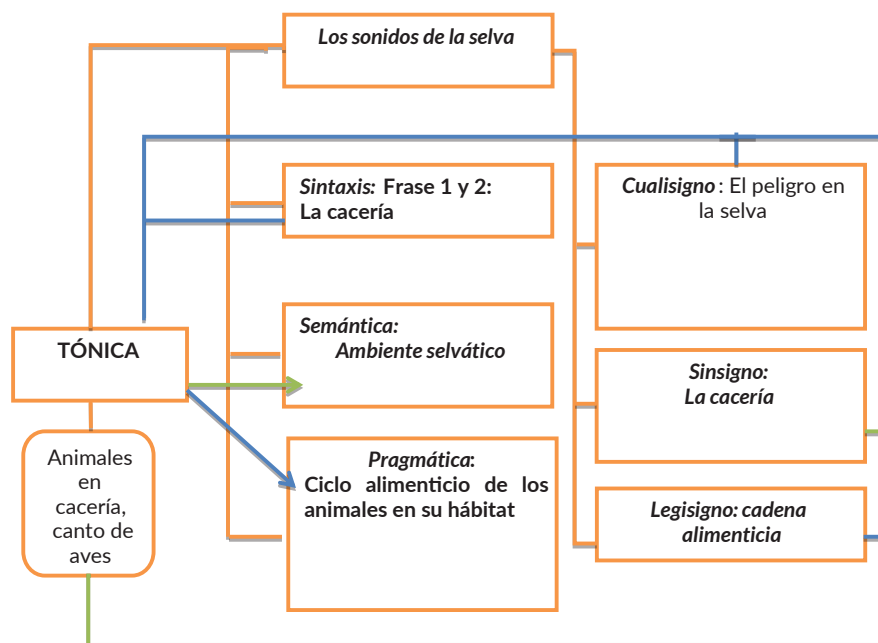 Los sonidos de la selva
Sintaxis: Frase 1 y 2:
La cacería
Cualisigno : El peligro en
la selva
Semántica:
Ambiente selvático
TÓNICA
Sinsigno:
La cacería
Animales
en
cacería,
canto de
aves
Pragmática:
Ciclo alimenticio de los
animales en su hábitat
Legisigno: cadena
alimenticia